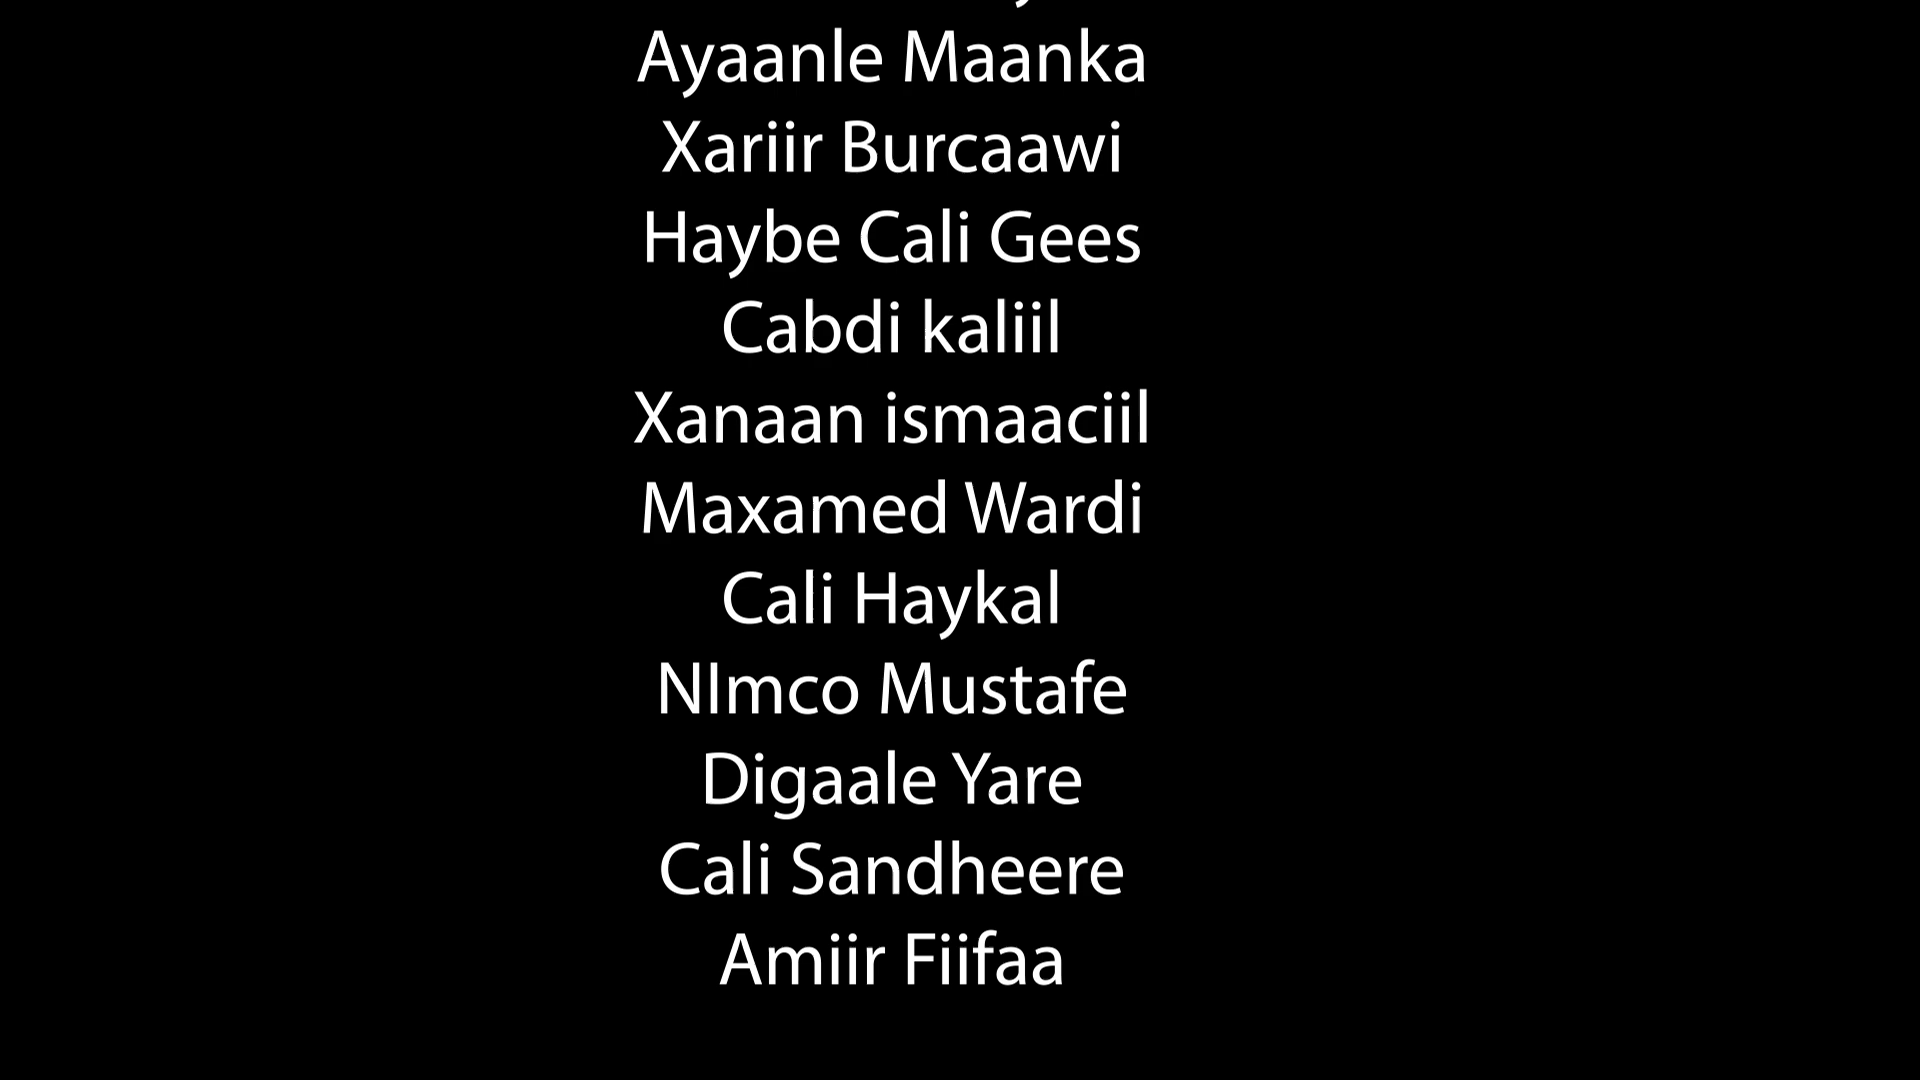 Ayaanle Maanka
Xariir Burcaawi
Haybe Cali Gees
Cabdi kaliil
Xanaan ismaaciil
Maxamed Wardi
Cali Haykal
NImco Mustafe
Digaale Yare
Cali Sandheere
Amiir Fiifaa